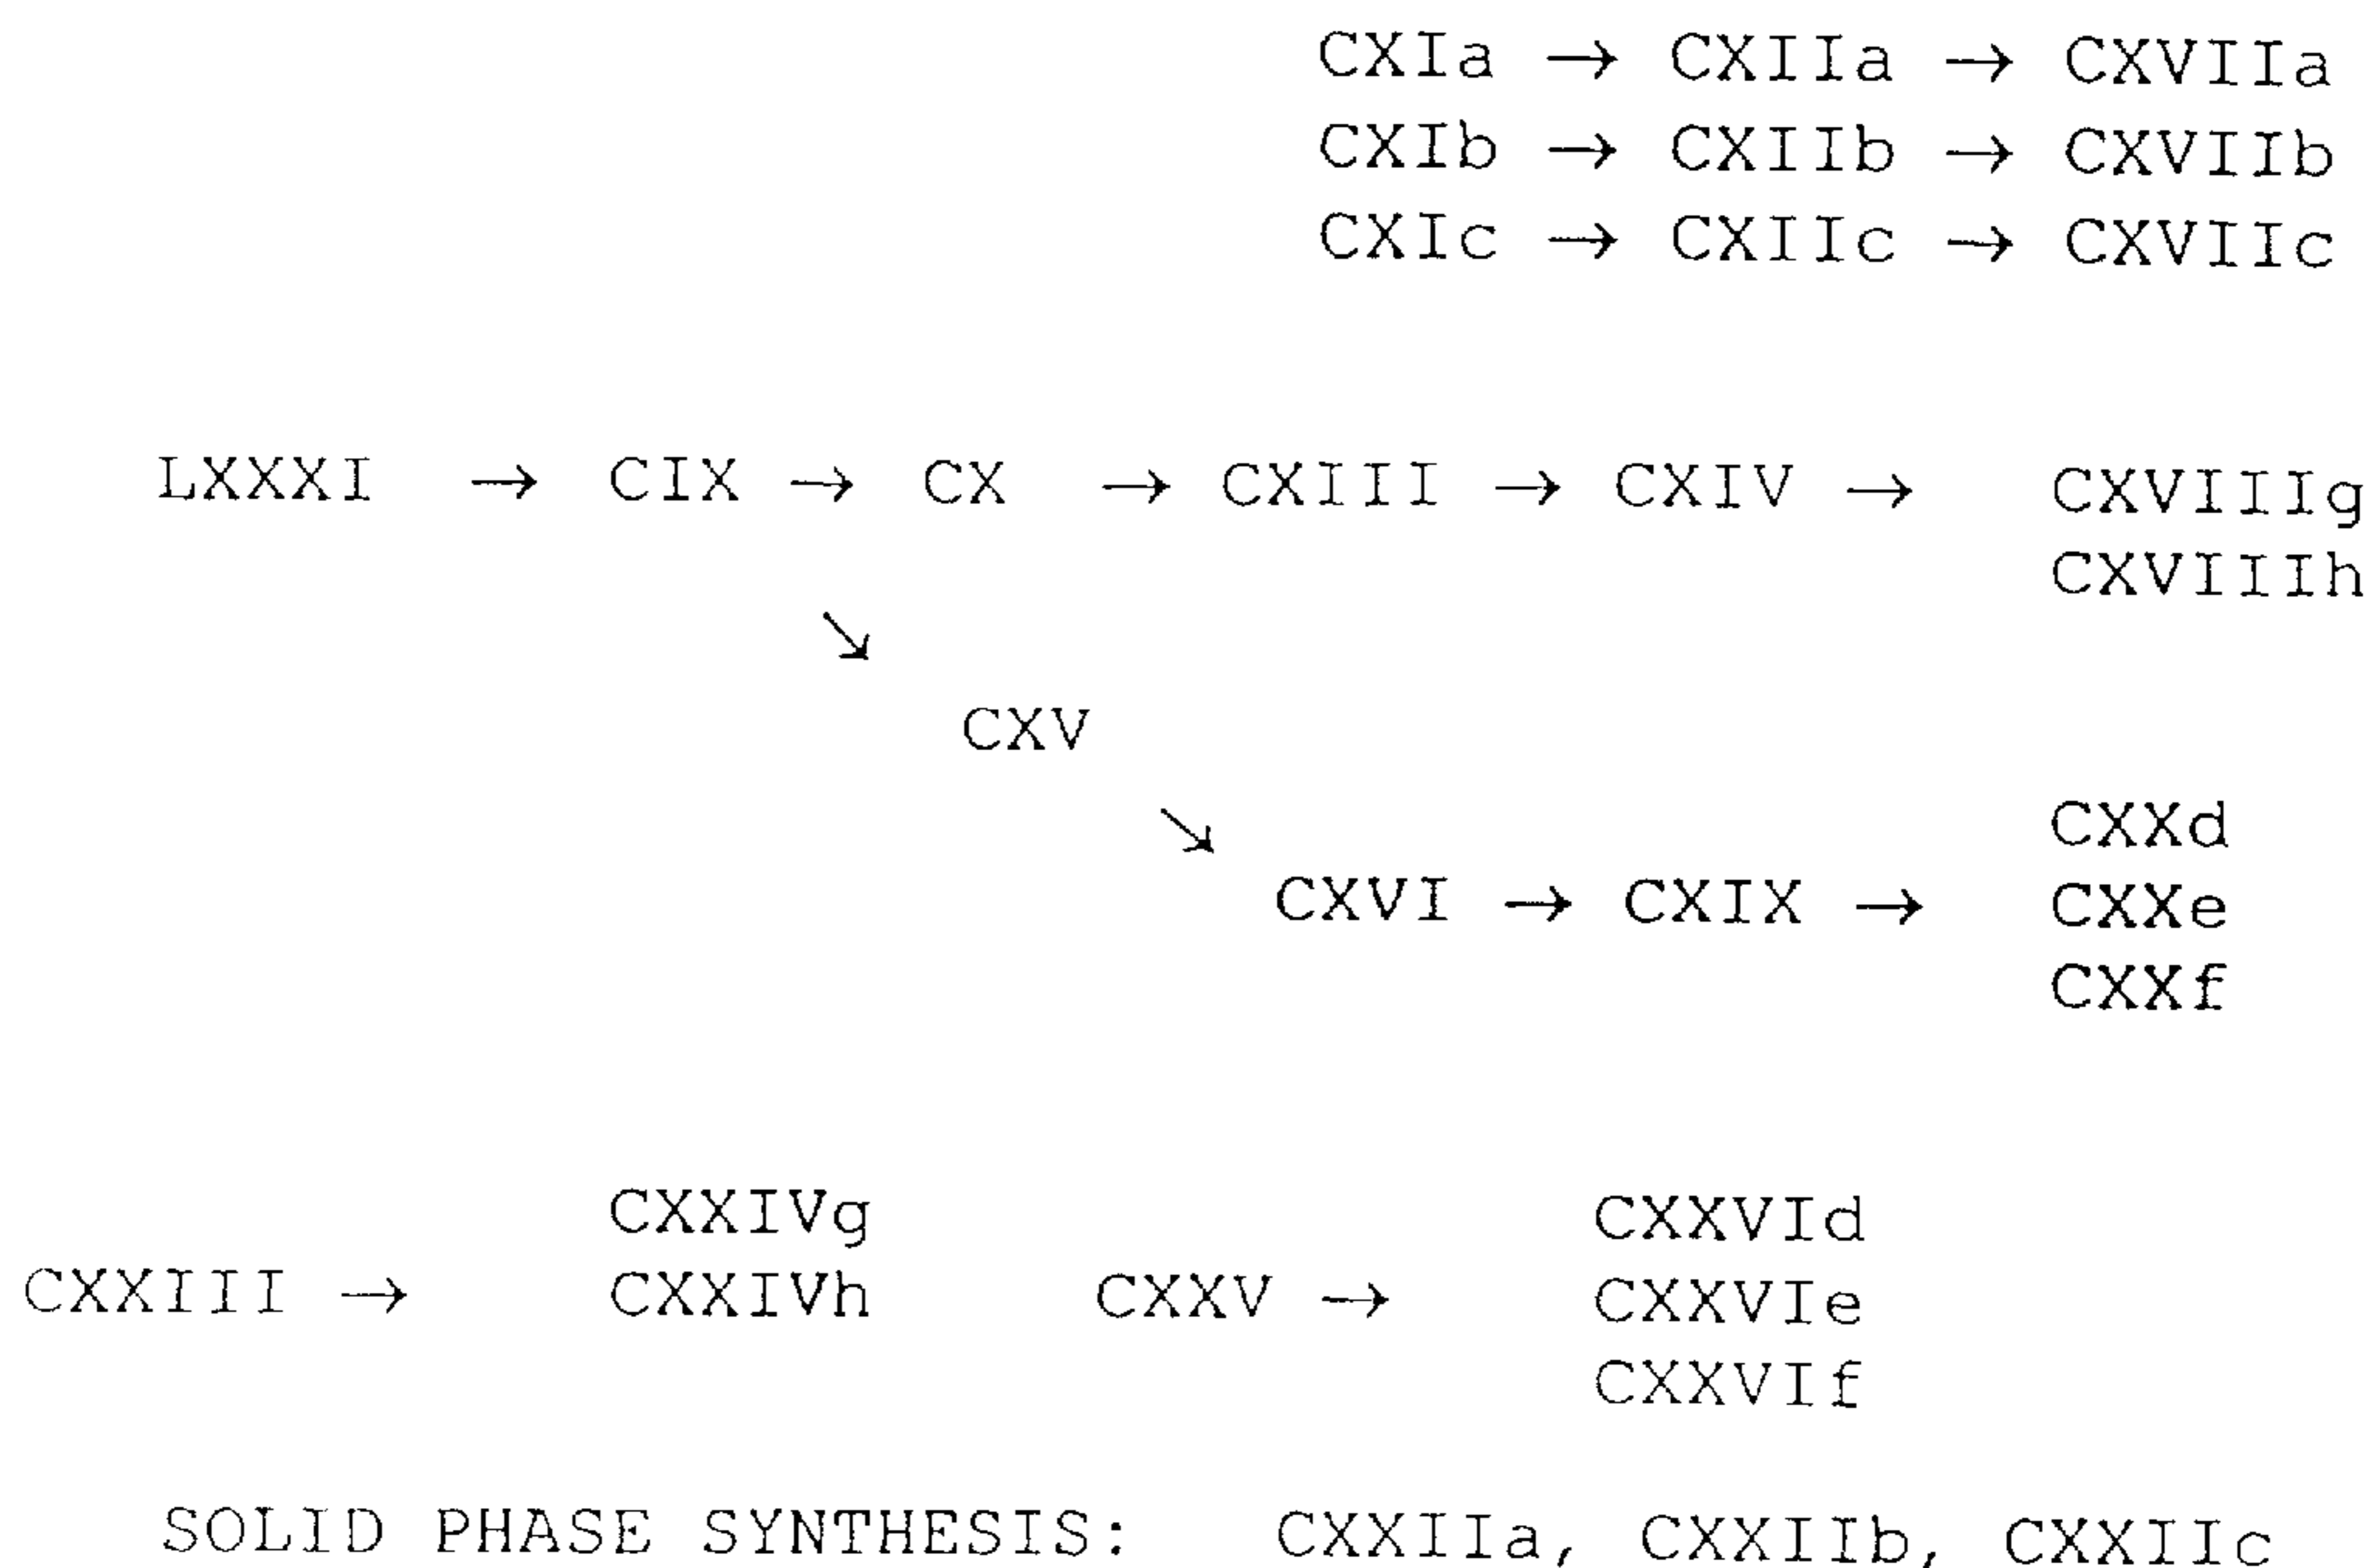 CXIa → CXIIa → CXVIIa
CXIb → CXIIb → CXVIIb
CXIc → CXIIc → CXVIIc
LXXXI → CIX → CX → CXIII → CXIV → CXVIIIg
CXVIIIh
↘
CXV
↘
CXXd
CXVI → CXIX → CXXe
CXXf
CXXIVg CXXVId
CXXIII → CXXIVh CXXV → CXXVIe
CXXVIf
SOLID PHASE SYNTHESIS: CXXIIa, CXXIIb, CXXIIc